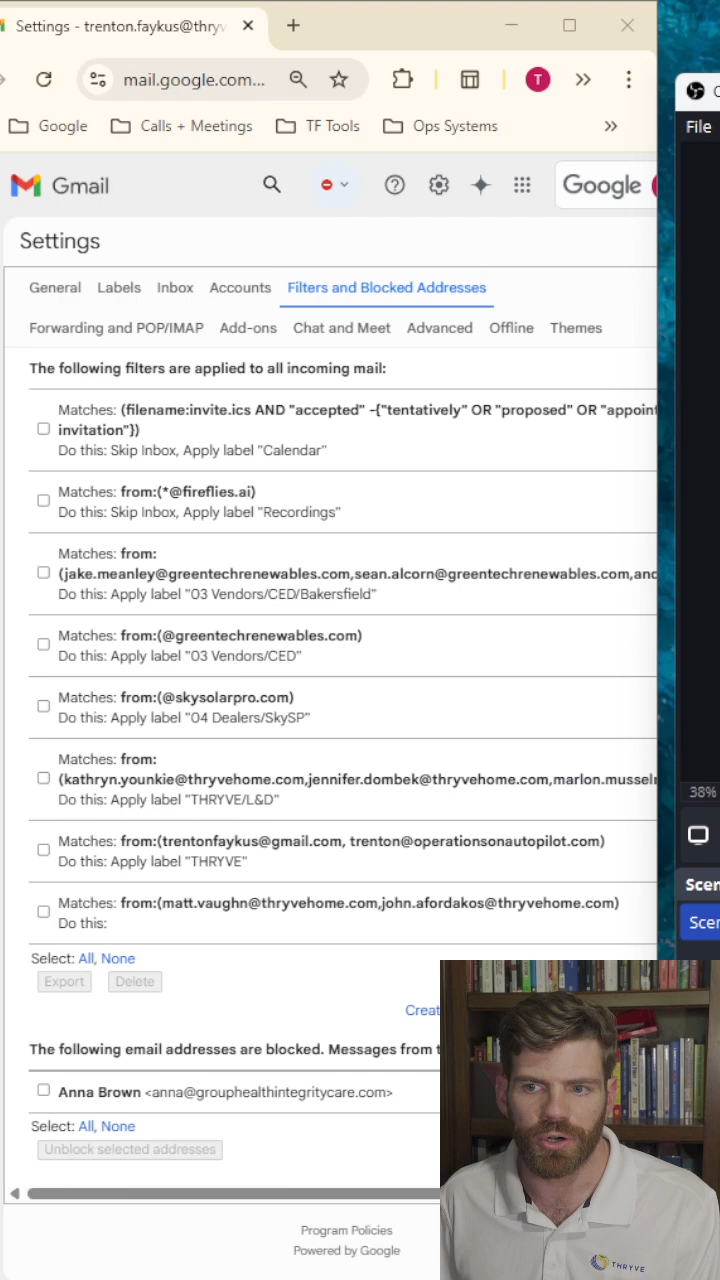 Settings - trenton.faykus@thryv
mail.google.com...
Google
Calls + Meetings
TF Tools
Ops Systems
T
File
Gmail
Google
Settings
General Labels Inbox Accounts Filters and Blocked Addresses
Forwarding and POP/IMAP Add-ons Chat and Meet Advanced Offline Themes
The following filters are applied to all incoming mail:
Matches: (filename:invite.ics AND "accepted" -{"tentatively" OR "proposed" OR "appoint
invitation"})
Do this: Skip Inbox, Apply label "Calendar"
Matches: from:(*@fireflies.ai)
Do this: Skip Inbox, Apply label "Recordings"
Matches: from:
(jake.meanley@greentechrenewables.com,sean.alcorn@greentechrenewables.com,and
Do this: Apply label "03 Vendors/CED/Bakersfield"
Matches: from:(@greentechrenewables.com)
Do this: Apply label "03 Vendors/CED"
Matches: from:(@skysolarpro.com)
Do this: Apply label "04 Dealers/SkySP"
Matches: from:
(kathryn.younkie@thryvehome.com,jennifer.dombek@thryvehome.com,marlon.musselm
Do this: Apply label "THRYVE/L&D"
Matches: from:(trentonfaykus@gmail.com, trenton@operationsonautopilot.com)
Do this: Apply label "THRYVE"
Matches: from:(matt.vaughn@thryvehome.com,john.afordakos@thryvehome.com)
Do this:
38%
Scen
Scen
Select: All, None
Export Delete
Creat
The following email addresses are blocked. Messages from t
Anna Brown <anna@grouphealthintegritycare.com>
Select: All, None
Unblock selected addresses
Program Policies
Powered by Google
THRYVE